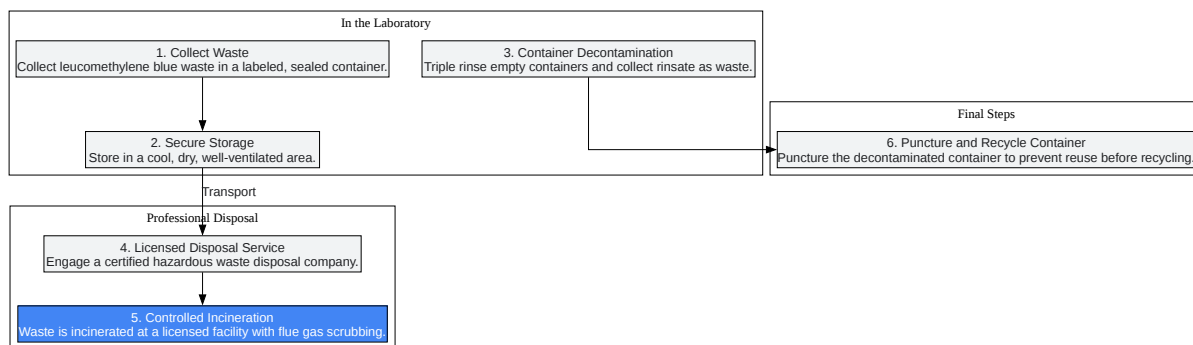 In the Laboratory
1. Collect Waste
Collect leucomethylene blue waste in a labeled, sealed container.
3. Container Decontamination
Triple rinse empty containers and collect rinsate as waste.
2. Secure Storage
Store in a cool, dry, well-ventilated area.
Final Steps
6. Puncture and Recycle Container
Puncture the decontaminated container to prevent reuse before recycling.
Transport
Professional Disposal
4. Licensed Disposal Service
Engage a certified hazardous waste disposal company.
5. Controlled Incineration
Waste is incinerated at a licensed facility with flue gas scrubbing.